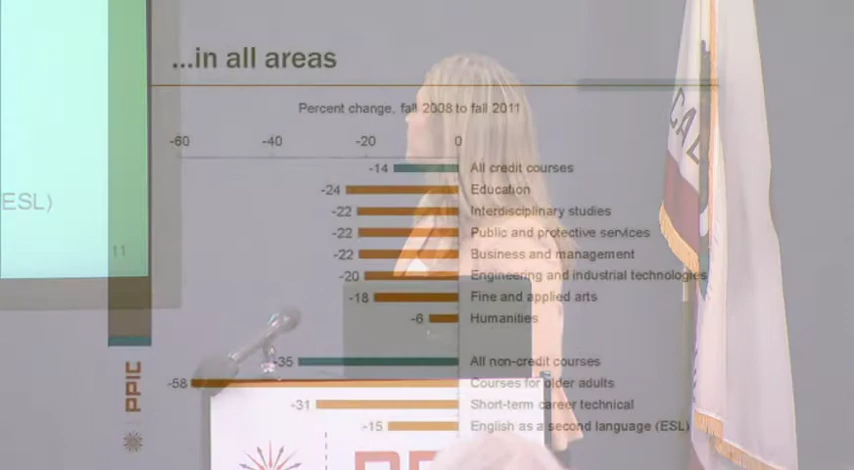 ...in all areas
Percent change, fall 2008 to fall 2011
-60 -40 -20 0
-14 All credit courses
-24 Education
-22 Interdisciplinary studies
-22 Public and protective services
-22 Business and management
-20 Engineering and industrial technologies
-18 Fine and applied arts
-6 Humanities
-35 All non-credit courses
-58 Courses for older adults
-31 Short-term career technical
-15 English as a second language (ESL)
ESL)
11
PPIC
CAL